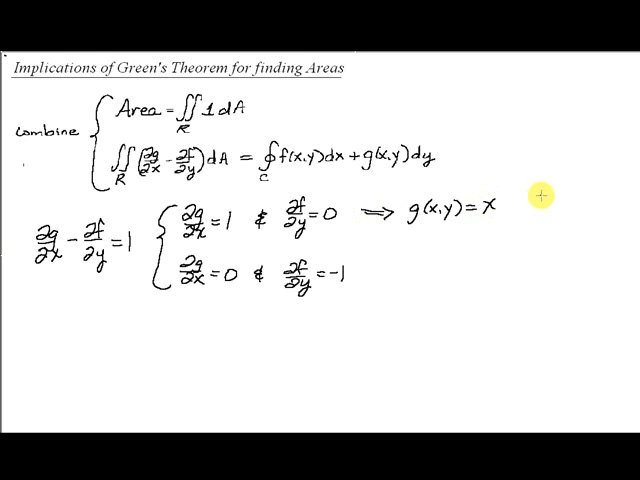 Implications of Green's Theorem for finding Areas
combine { Area = ∬_R 1 dA
∬_R (∂g/∂x − ∂f/∂y) dA = ∮_C f(x,y)dx + g(x,y)dy
∂g/∂x − ∂f/∂y = 1 { ∂g/∂x = 1 & ∂f/∂y = 0 ⟹ g(x,y) = x
∂g/∂x = 0 & ∂f/∂y = −1